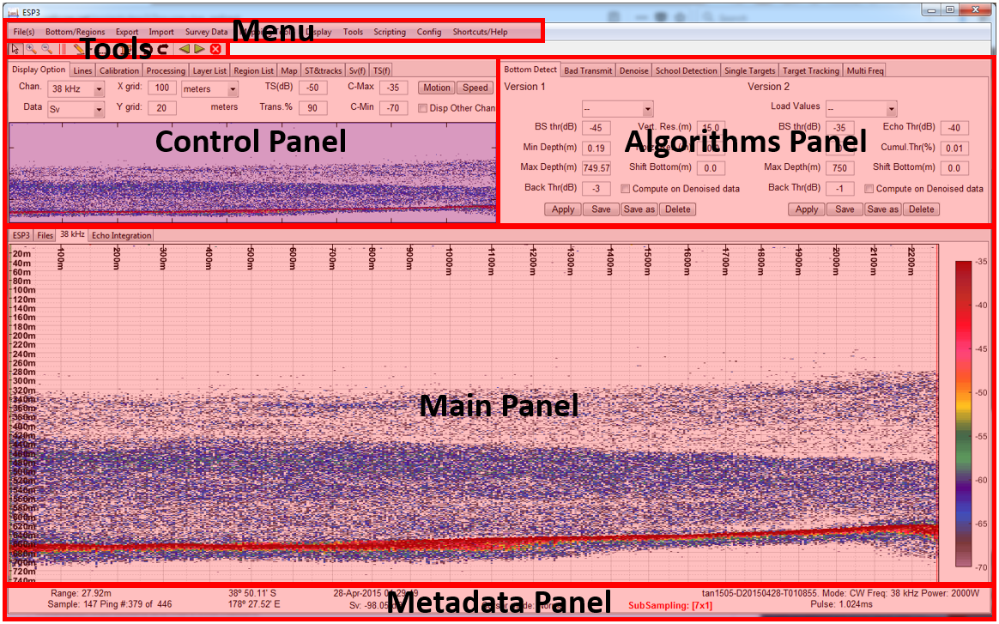 ESP3
File(s) Bottom/Regions Export Import Survey Data Mapping Tools Display Tools Scripting Config Shortcuts/Help
Menu
Tools
Display Option Lines Calibration Processing Layer List Region List Map ST&tracks Sv(f) TS(f)
Chan. 38 kHz X grid: 100 meters TS(dB) -50 C-Max -35 Motion Speed
Data Sv Y grid: 20 meters Trans.% 90 C-Min -70 Disp Other Chan
Control Panel
Bottom Detect Bad Transmit Denoise School Detection Single Targets Target Tracking Multi Freq
Version 1 Version 2
-- Load Values --
BS thr(dB) -45 Vert. Res.(m) 15.0 BS thr(dB) -35 Echo Thr(dB) -40
Min Depth(m) 0.19 Cumul.Thr(%) 0.01
Algorithms Panel
Max Depth(m) 749.57 Shift Bottom(m) 0.0 Max Depth(m) 750 Shift Bottom(m) 0.0
Back Thr(dB) -3 Compute on Denoised data Back Thr(dB) -1 Compute on Denoised data
Apply Save Save as Delete Apply Save Save as Delete
ESP3 Files 38 kHz Echo Integration
100m 200m 300m 400m 500m 600m 700m 800m 900m 1000m 1100m 1200m 1300m 1400m 1500m 1600m 1700m 1800m 1900m 2000m 2100m 2200m
20m
40m
60m
80m
100m
120m
140m
160m
180m
200m
220m
240m
260m
280m
300m
320m
340m
360m
380m
400m
420m
440m
460m
480m
500m
520m
540m
560m
580m
600m
620m
640m
660m
680m
700m
720m
740m
Main Panel
-35
-40
-45
-50
-55
-60
-65
-70
Range: 27.92m 38° 50.11' S 28-Apr-2015 tan1505-D20150428-T010855. Mode: CW Freq: 38 kHz Power: 2000W
Sample: 147 Ping #:379 of 446 178° 27.52' E Sv: -98.05 SubSampling: [7x1] Pulse: 1.024ms
Metadata Panel